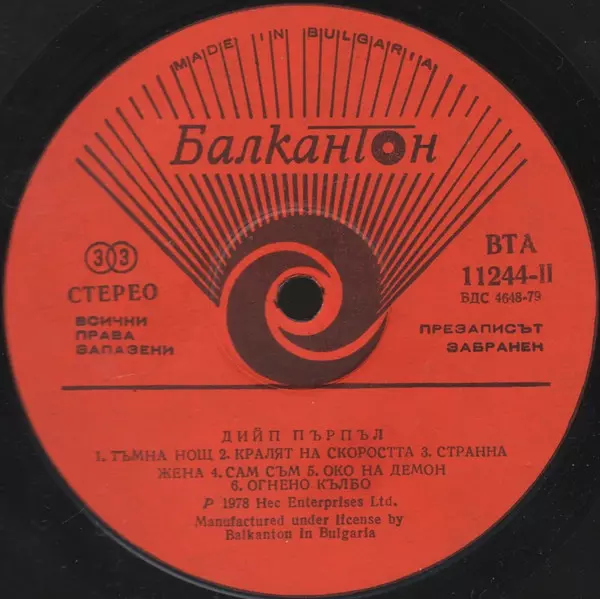 MADE IN BULGARIA
Балкантон
33
СТЕРЕО
ВСИЧКИ
ПРАВА
ЗАПАЗЕНИ
ВТА
11244-II
БДС 4648-79
ПРЕЗАПИСЪТ
ЗАБРАНЕН
ДИЙП ПЪРПЪЛ
1. ТЪМНА НОЩ 2. КРАЛЯТ НА СКОРОСТТА 3. СТРАННА
ЖЕНА 4. САМ СЪМ 5. ОКО НА ДЕМОН
6. ОГНЕНО КЪЛБО
P 1978 Hec Enterprises Ltd.
Manufactured under license by
Balkanton In Bulgaria